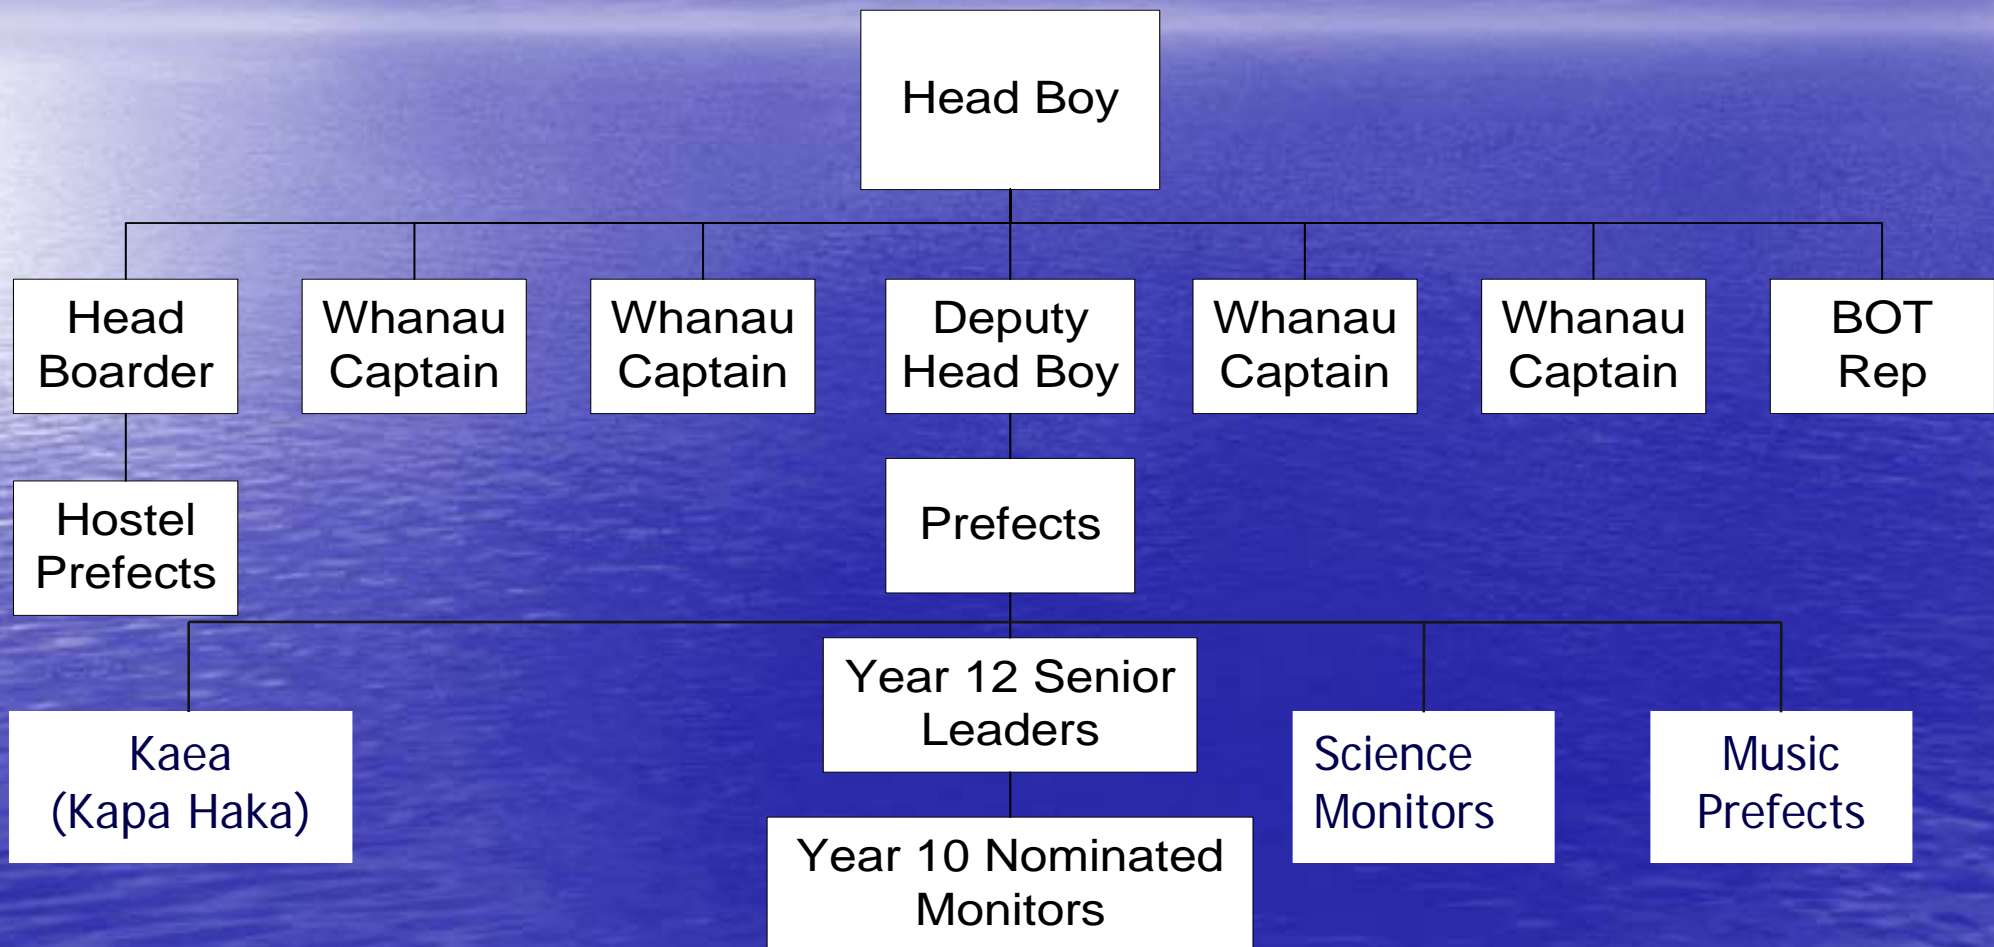 Head Boy
Head
Boarder
Whanau
Captain
Whanau
Captain
Deputy
Head Boy
Whanau
Captain
Whanau
Captain
BOT
Rep
Hostel
Prefects
Prefects
Kaea
(Kapa Haka)
Year 12 Senior
Leaders
Science
Monitors
Music
Prefects
Year 10 Nominated
Monitors